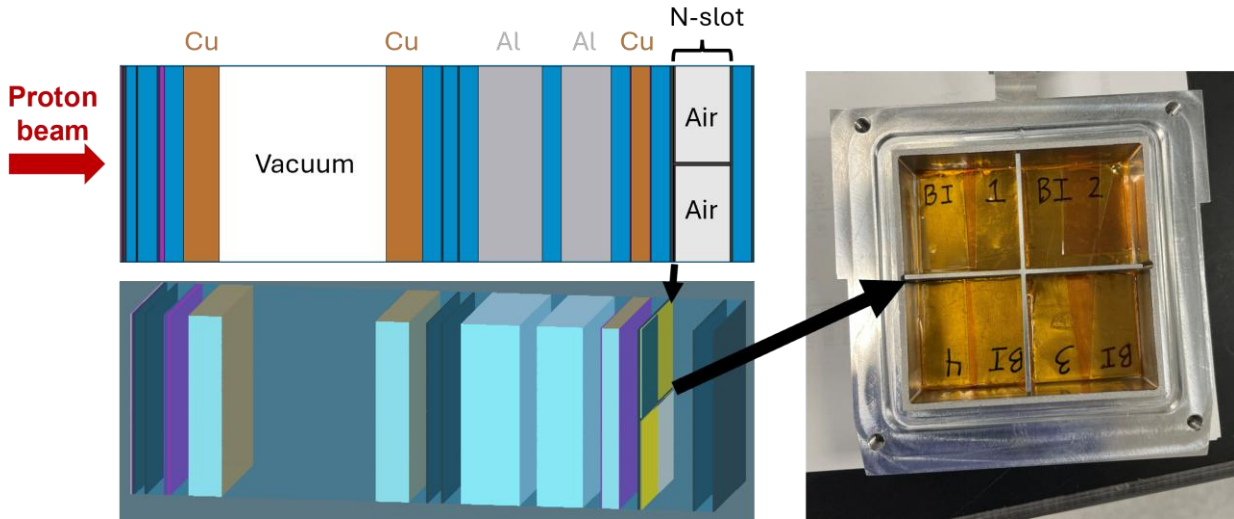 N-slot
Cu
Cu
Al
Al
Cu
Proton
beam
Vacuum
Air
Air
BI 1
BI 2
4 BI
3 BI